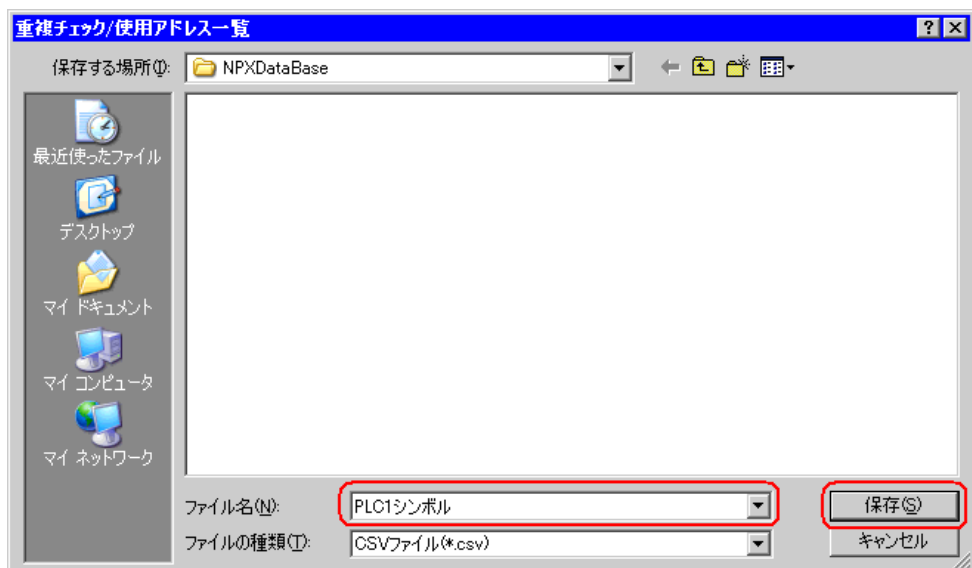 重複チェック/使用アドレス一覧
保存する場所(I):
NPXDataBase
最近使ったファイル
デスクトップ
マイ ドキュメント
マイ コンピュータ
マイ ネットワーク
ファイル名(N):
PLC1シンボル
保存(S)
ファイルの種類(T):
CSVファイル(*.csv)
キャンセル